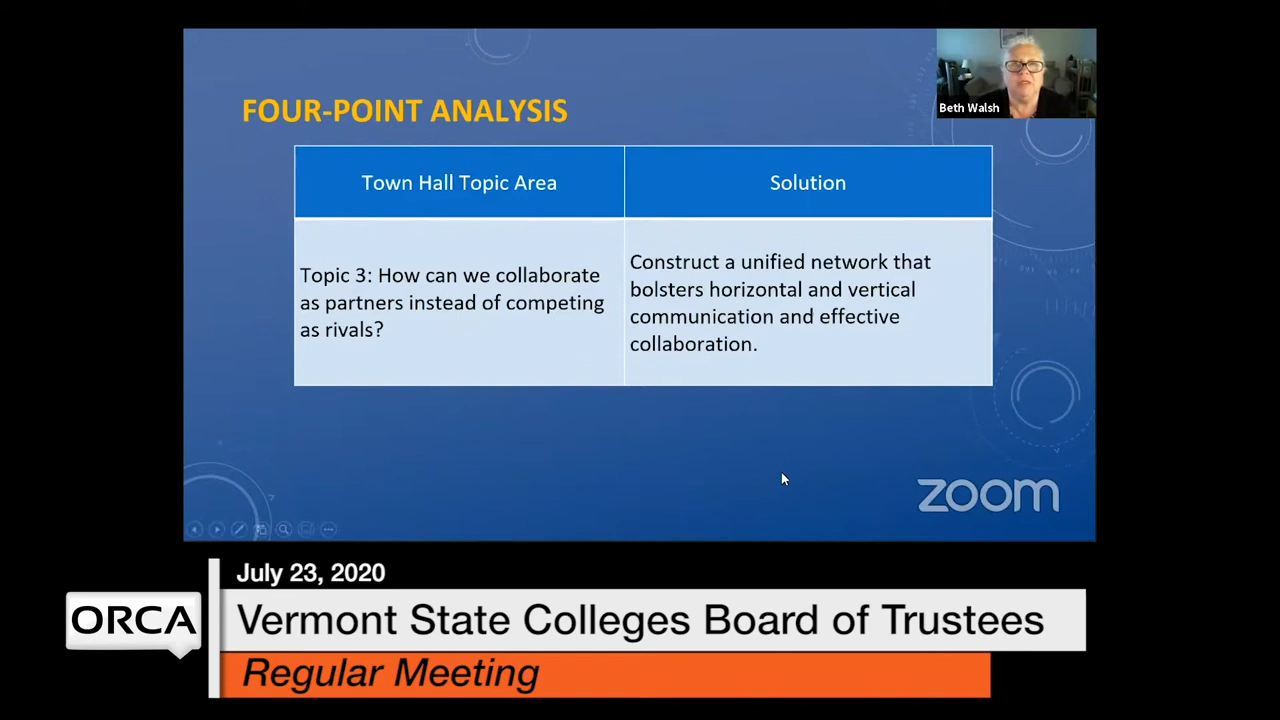 Beth Walsh
FOUR-POINT ANALYSIS
Town Hall Topic Area
Solution
Topic 3: How can we collaborate
as partners instead of competing
as rivals?
Construct a unified network that
bolsters horizontal and vertical
communication and effective
collaboration.
zoom
July 23, 2020
ORCA
Vermont State Colleges Board of Trustees
Regular Meeting